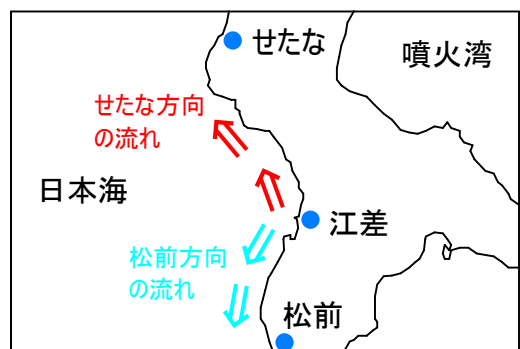 せたな
噴火湾
せたな方向
の流れ
日本海
江差
松前方向
の流れ
松前